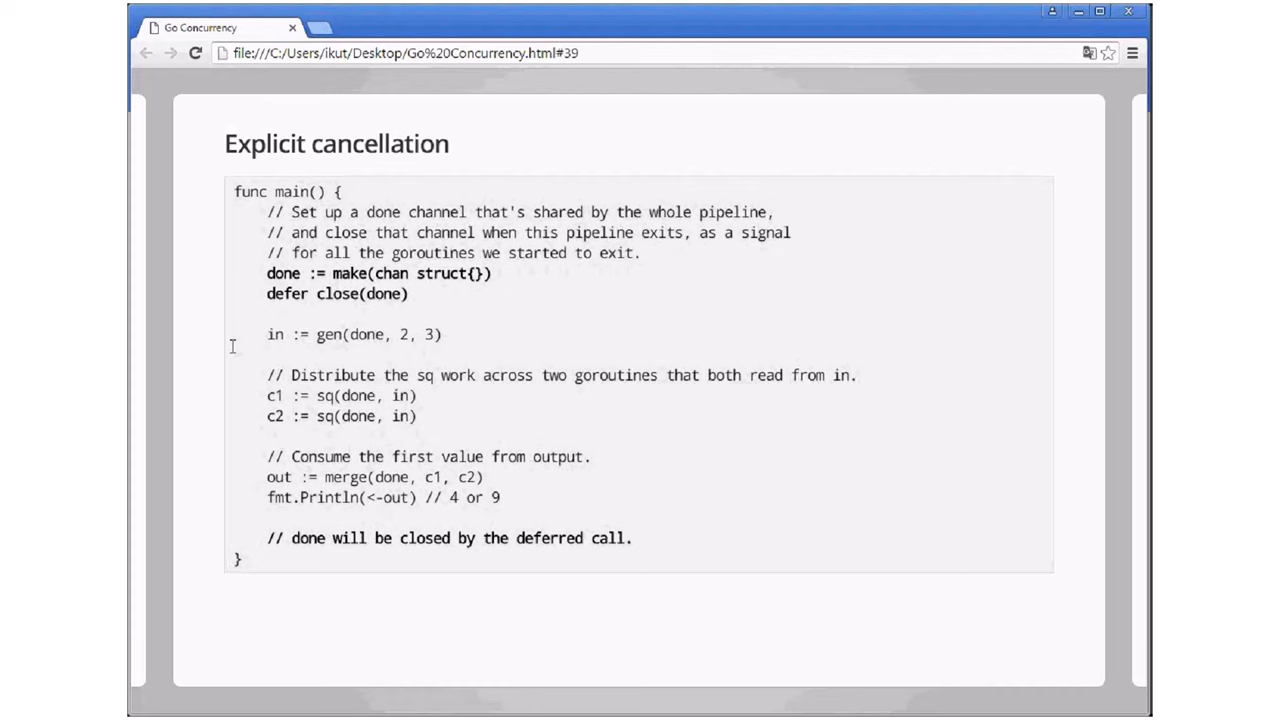 Go Concurrency
file:///C:/Users/ikut/Desktop/Go%20Concurrency.html#39
Explicit cancellation
func main() {
    // Set up a done channel that's shared by the whole pipeline,
    // and close that channel when this pipeline exits, as a signal
    // for all the goroutines we started to exit.
    done := make(chan struct{})
    defer close(done)
    in := gen(done, 2, 3)
    // Distribute the sq work across two goroutines that both read from in.
    c1 := sq(done, in)
    c2 := sq(done, in)
    // Consume the first value from output.
    out := merge(done, c1, c2)
    fmt.Println(<-out) // 4 or 9
    // done will be closed by the deferred call.
}